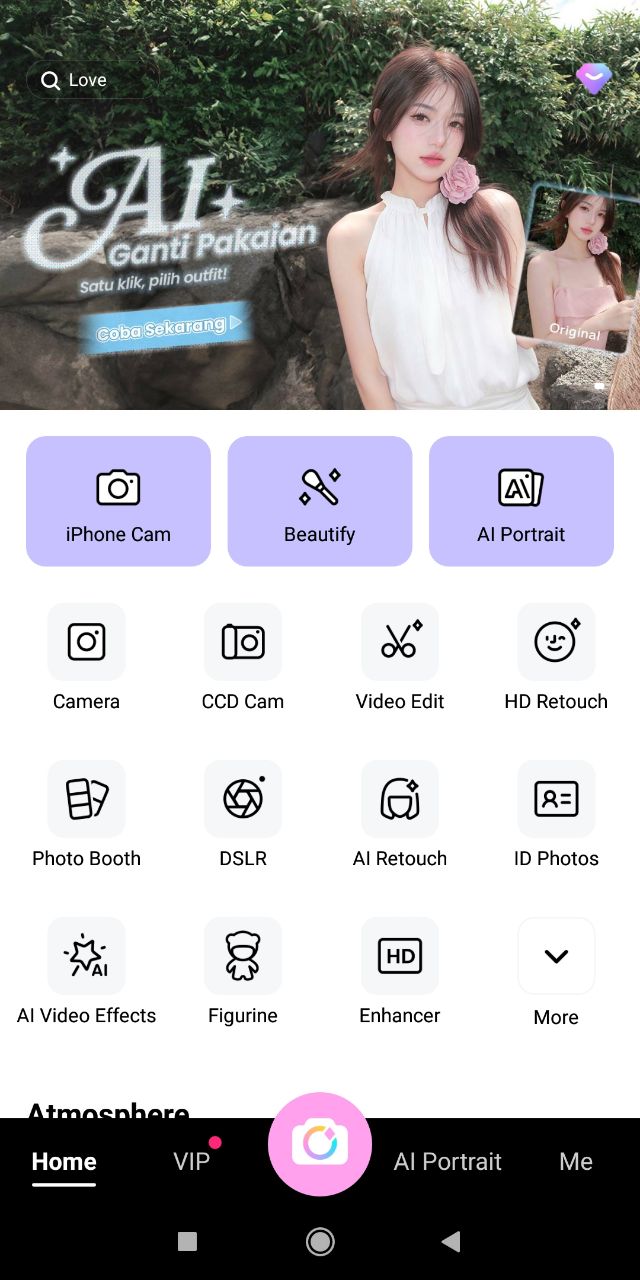 Love
AI
Ganti Pakaian
Satu klik, pilih outfit!
Coba Sekarang
Original
iPhone Cam
Beautify
AI Portrait
Camera
CCD Cam
Video Edit
HD Retouch
Photo Booth
DSLR
AI Retouch
ID Photos
AI
HD
AI Video Effects
Figurine
Enhancer
More
Atmosphere
Home
VIP
AI Portrait
Me